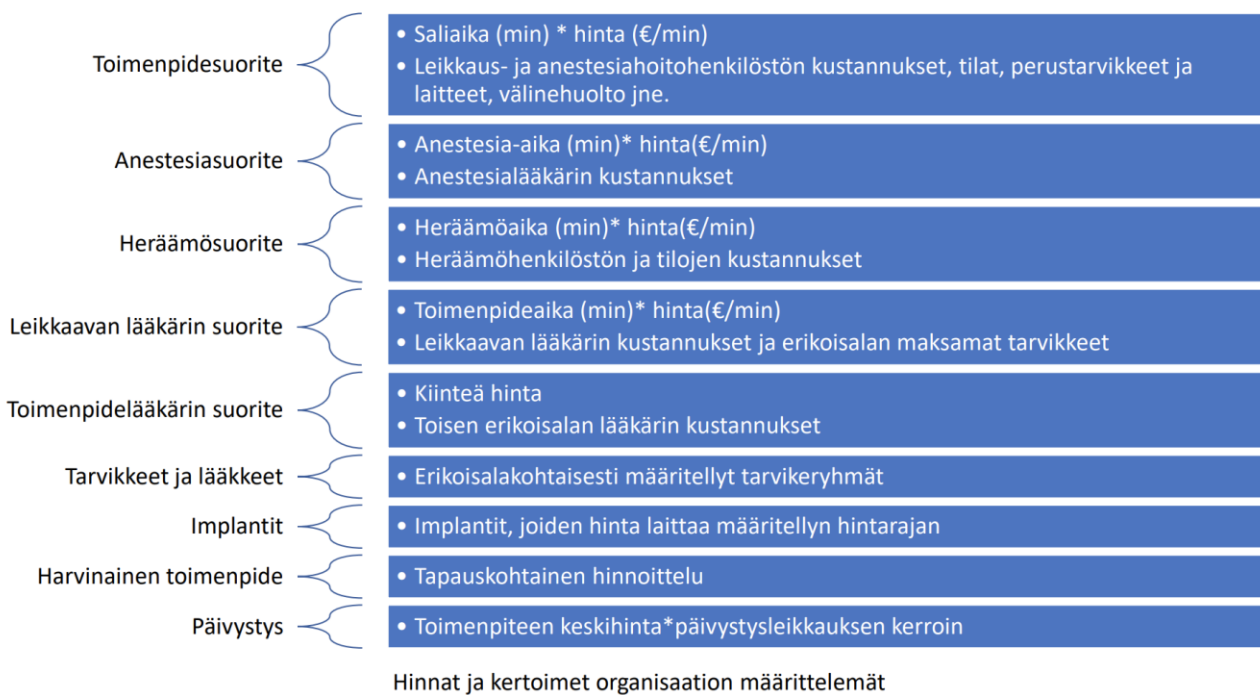 Toimenpidesuorite
• Saliaika (min) * hinta (€/min)
• Leikkaus- ja anestesiahoitohenkilöstön kustannukset, tilat, perustarvikkeet ja
laitteet, välinehuolto jne.
Anestesiasuorite
• Anestesia-aika (min)* hinta(€/min)
• Anestesialääkärin kustannukset
Heräämösuorite
• Heräämöaika (min)* hinta(€/min)
• Heräämöhenkilöstön ja tilojen kustannukset
Leikkaavan lääkärin suorite
• Toimenpideaika (min)* hinta(€/min)
• Leikkaavan lääkärin kustannukset ja erikoisalan maksamat tarvikkeet
Toimenpidelääkärin suorite
• Kiinteä hinta
• Toisen erikoisalan lääkärin kustannukset
Tarvikkeet ja lääkkeet
• Erikoisalakohtaisesti määritellyt tarvikeryhmät
Implantit
• Implantit, joiden hinta laittaa määritellyn hintarajan
Harvinainen toimenpide
• Tapauskohtainen hinnoittelu
Päivystys
• Toimenpiteen keskihinta*päivystysleikkauksen kerroin
Hinnat ja kertoimet organisaation määrittelemät